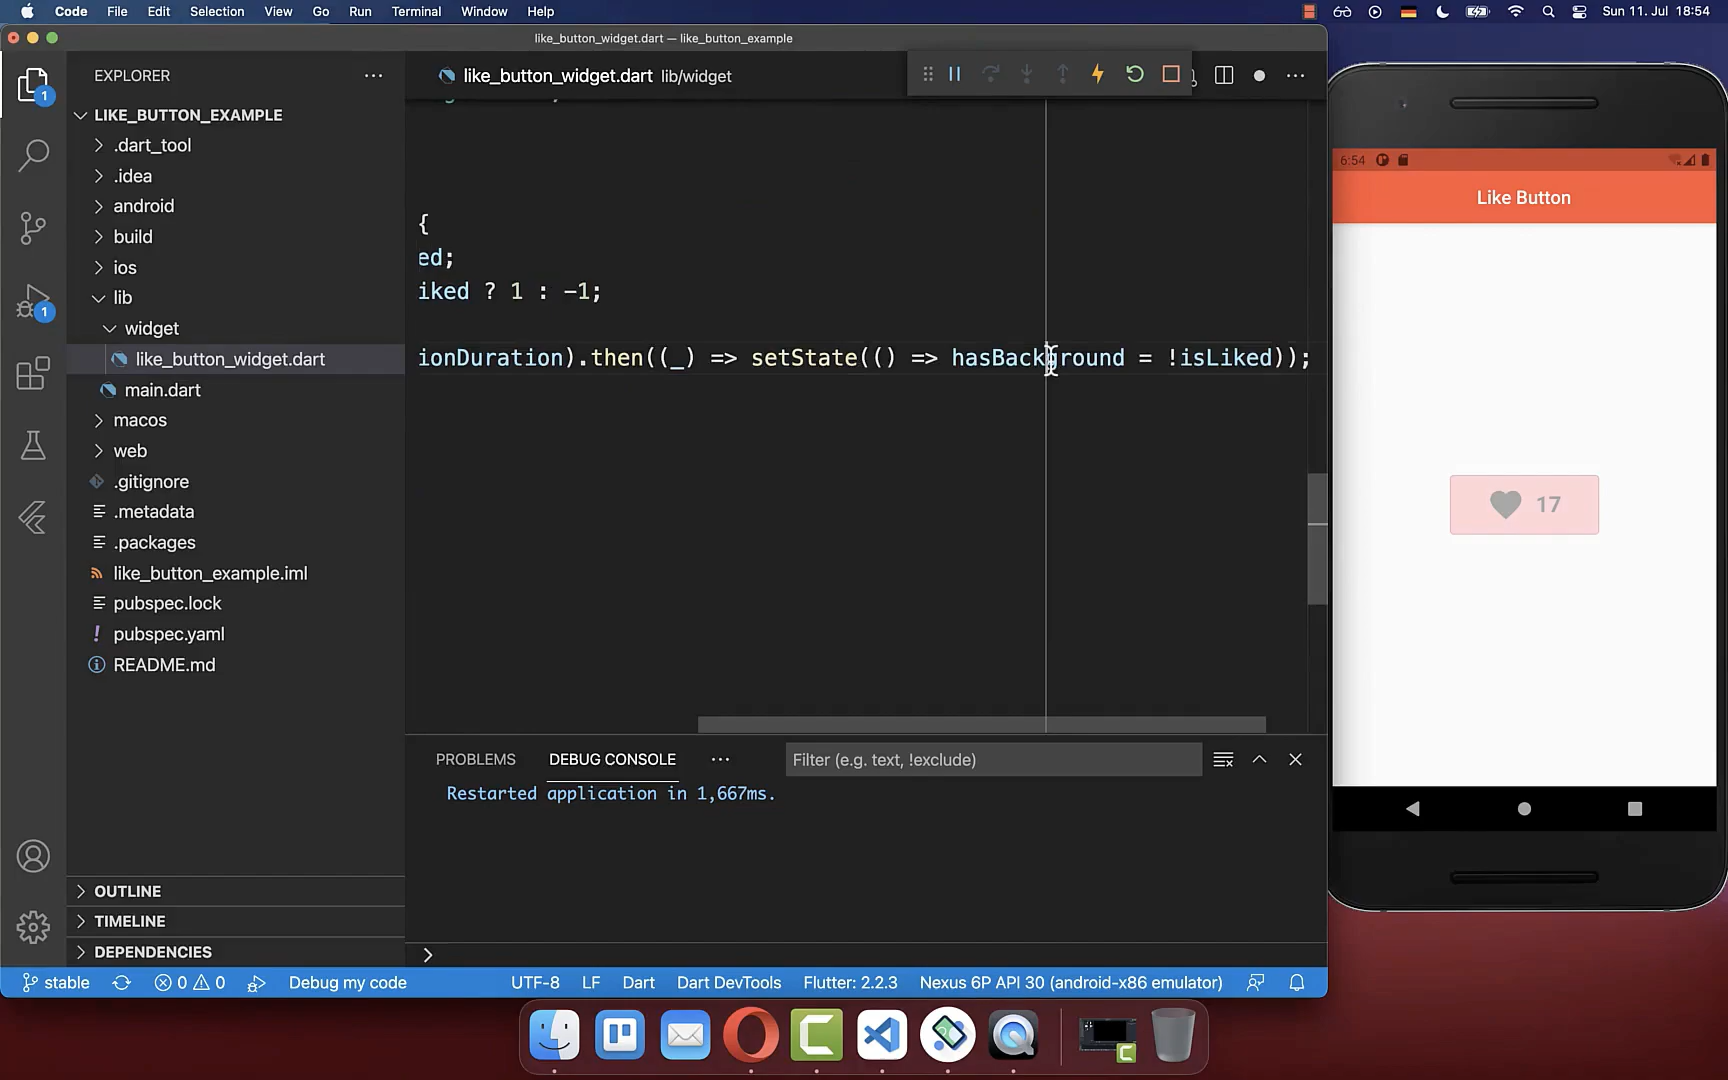 Code File Edit Selection View Go Run Terminal Window Help Sun 11. Jul 18:54
like_button_widget.dart — like_button_example
EXPLORER
like_button_widget.dart lib/widget
LIKE_BUTTON_EXAMPLE
.dart_tool
.idea
android
build
ios
lib
widget
like_button_widget.dart
main.dart
macos
web
.gitignore
.metadata
.packages
like_button_example.iml
pubspec.lock
pubspec.yaml
README.md
OUTLINE
TIMELINE
DEPENDENCIES
1
1
{
ed;
iked ? 1 : -1;
ionDuration).then((_) => setState(() => hasBackground = !isLiked));
PROBLEMS DEBUG CONSOLE Filter (e.g. text, !exclude)
Restarted application in 1,667ms.
stable 0 0 Debug my code UTF-8 LF Dart Dart DevTools Flutter: 2.2.3 Nexus 6P API 30 (android-x86 emulator)
6:54
Like Button
17